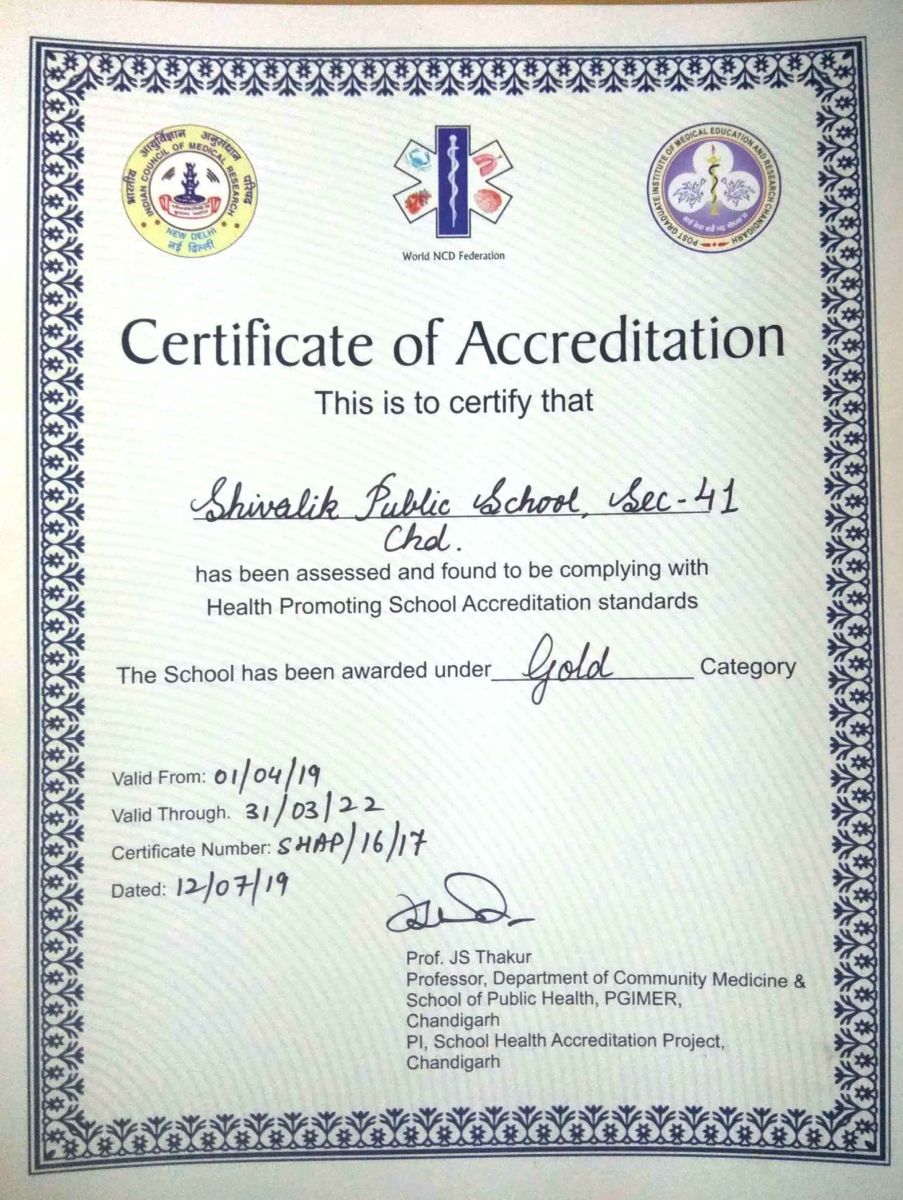 भारतीय आयुर्विज्ञान अनुसंधान परिषद
INDIAN COUNCIL OF MEDICAL RESEARCH
NEW DELHI
नई दिल्ली
World NCD Federation
POST GRADUATE INSTITUTE OF MEDICAL EDUCATION AND RESEARCH CHANDIGARH
Certificate of Accreditation
This is to certify that
Shivalik Public School, Sec-41
Chd.
has been assessed and found to be complying with
Health Promoting School Accreditation standards
The School has been awarded under Gold Category
Valid From: 01/04/19
Valid Through. 31/03/22
Certificate Number: SHAP/16/17
Dated: 12/07/19
Prof. JS Thakur
Professor, Department of Community Medicine &
School of Public Health, PGIMER,
Chandigarh
PI, School Health Accreditation Project,
Chandigarh